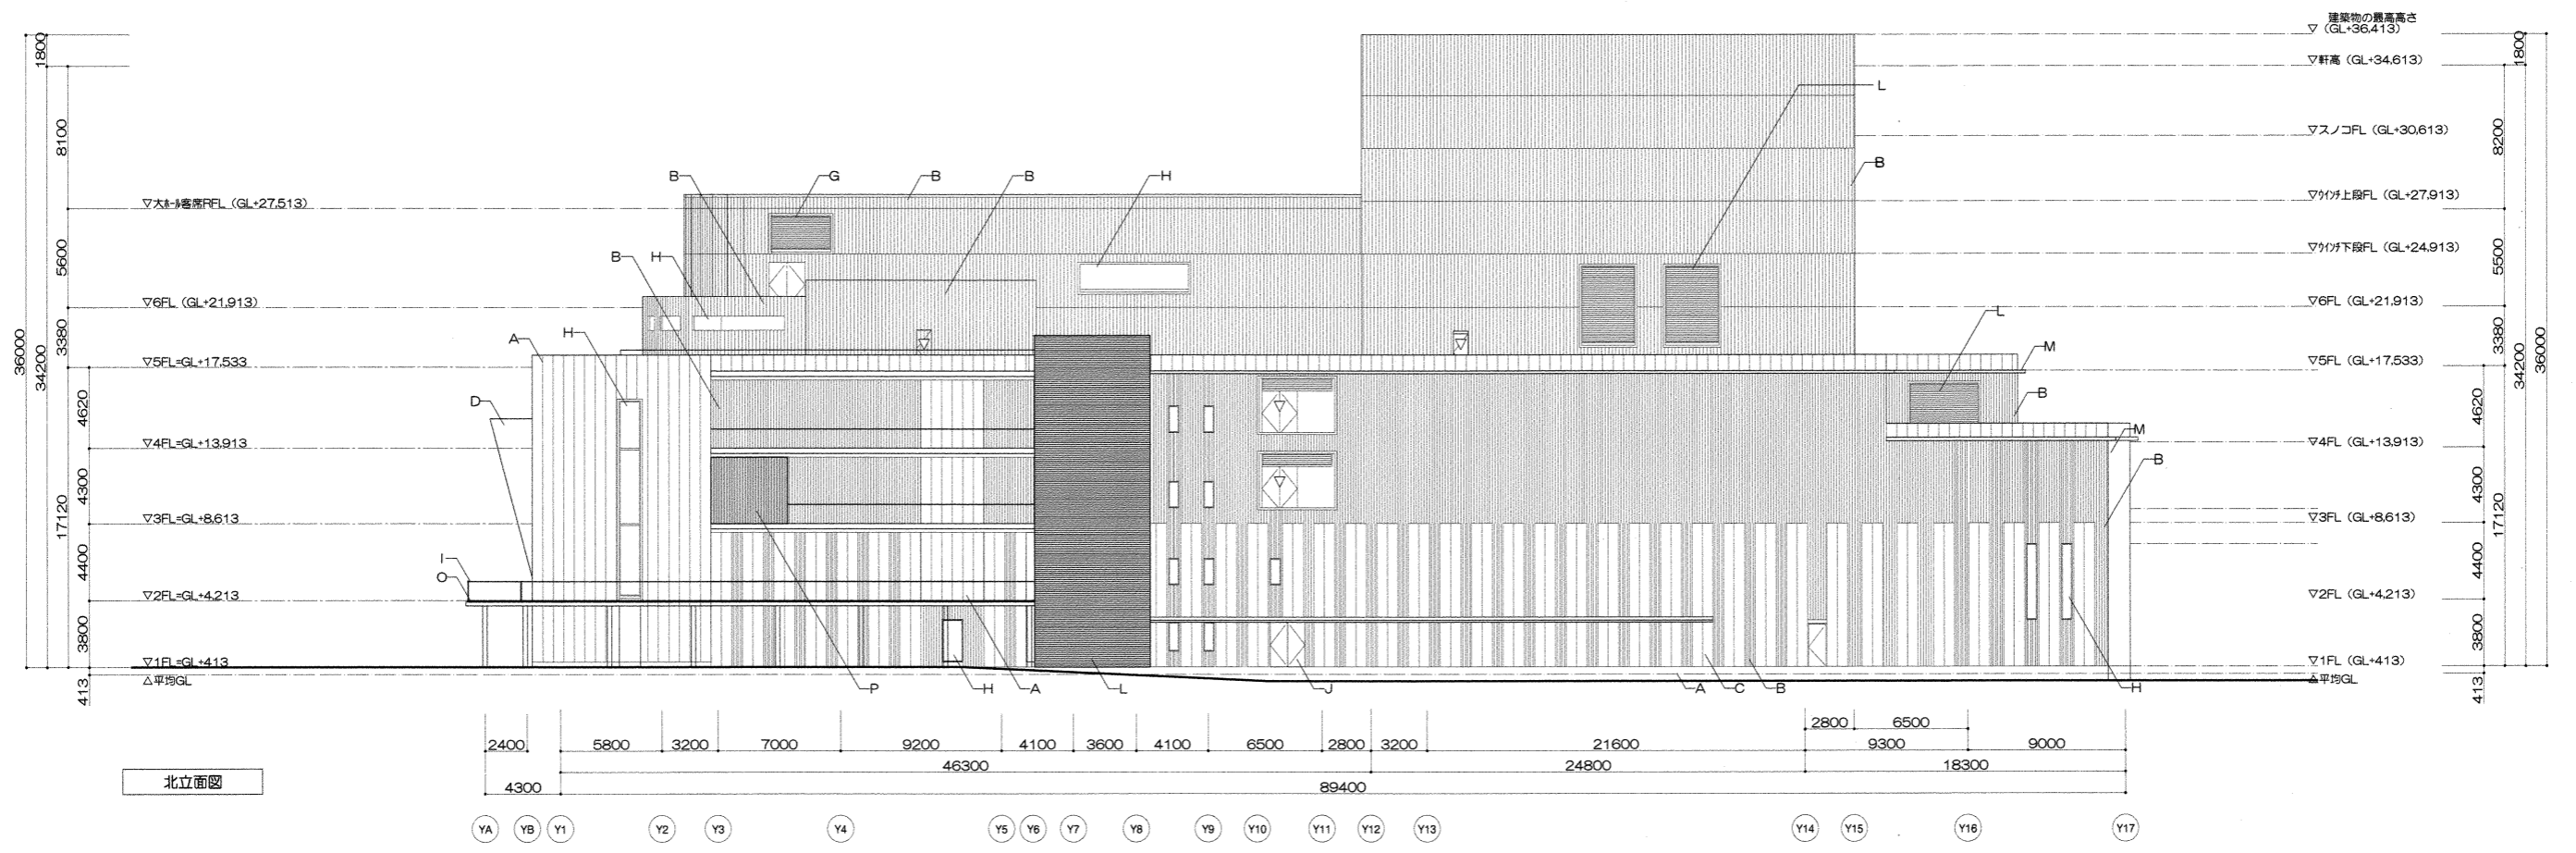 建築物の最高高さ
▽ (GL+36,413)
▽軒高 (GL+34,613)
▽スノコFL (GL+30,613)
▽ウインチ上段FL (GL+27,913)
▽ウインチ下段FL (GL+24,913)
▽6FL (GL+21,913)
▽5FL (GL+17,533)
▽4FL (GL+13,913)
▽3FL (GL+8,613)
▽2FL (GL+4,213)
▽1FL (GL+413)
△平均GL
▽大ホール客席RFL (GL+27,513)
▽6FL (GL+21,913)
▽5FL=GL+17,533
▽4FL=GL+13,913
▽3FL=GL+8,613
▽2FL=GL+4,213
▽1FL=GL+413
△平均GL
36000
34200
1800
8100
5600
3380
17120
4620
4300
4400
3800
413
1800
8200
5500
3380
4620
4300
4400
3800
413
17120
34200
36000
B
G
B
B
H
L
B
B
H
A
H
D
I
O
L
M
B
M
B
P
H
A
L
J
A
C
B
H
2800
6500
2400
5800
3200
7000
9200
4100
3600
4100
6500
2800
3200
21600
9300
9000
46300
24800
18300
4300
89400
北立面図
YA
YB
Y1
Y2
Y3
Y4
Y5
Y6
Y7
Y8
Y9
Y10
Y11
Y12
Y13
Y14
Y15
Y16
Y17